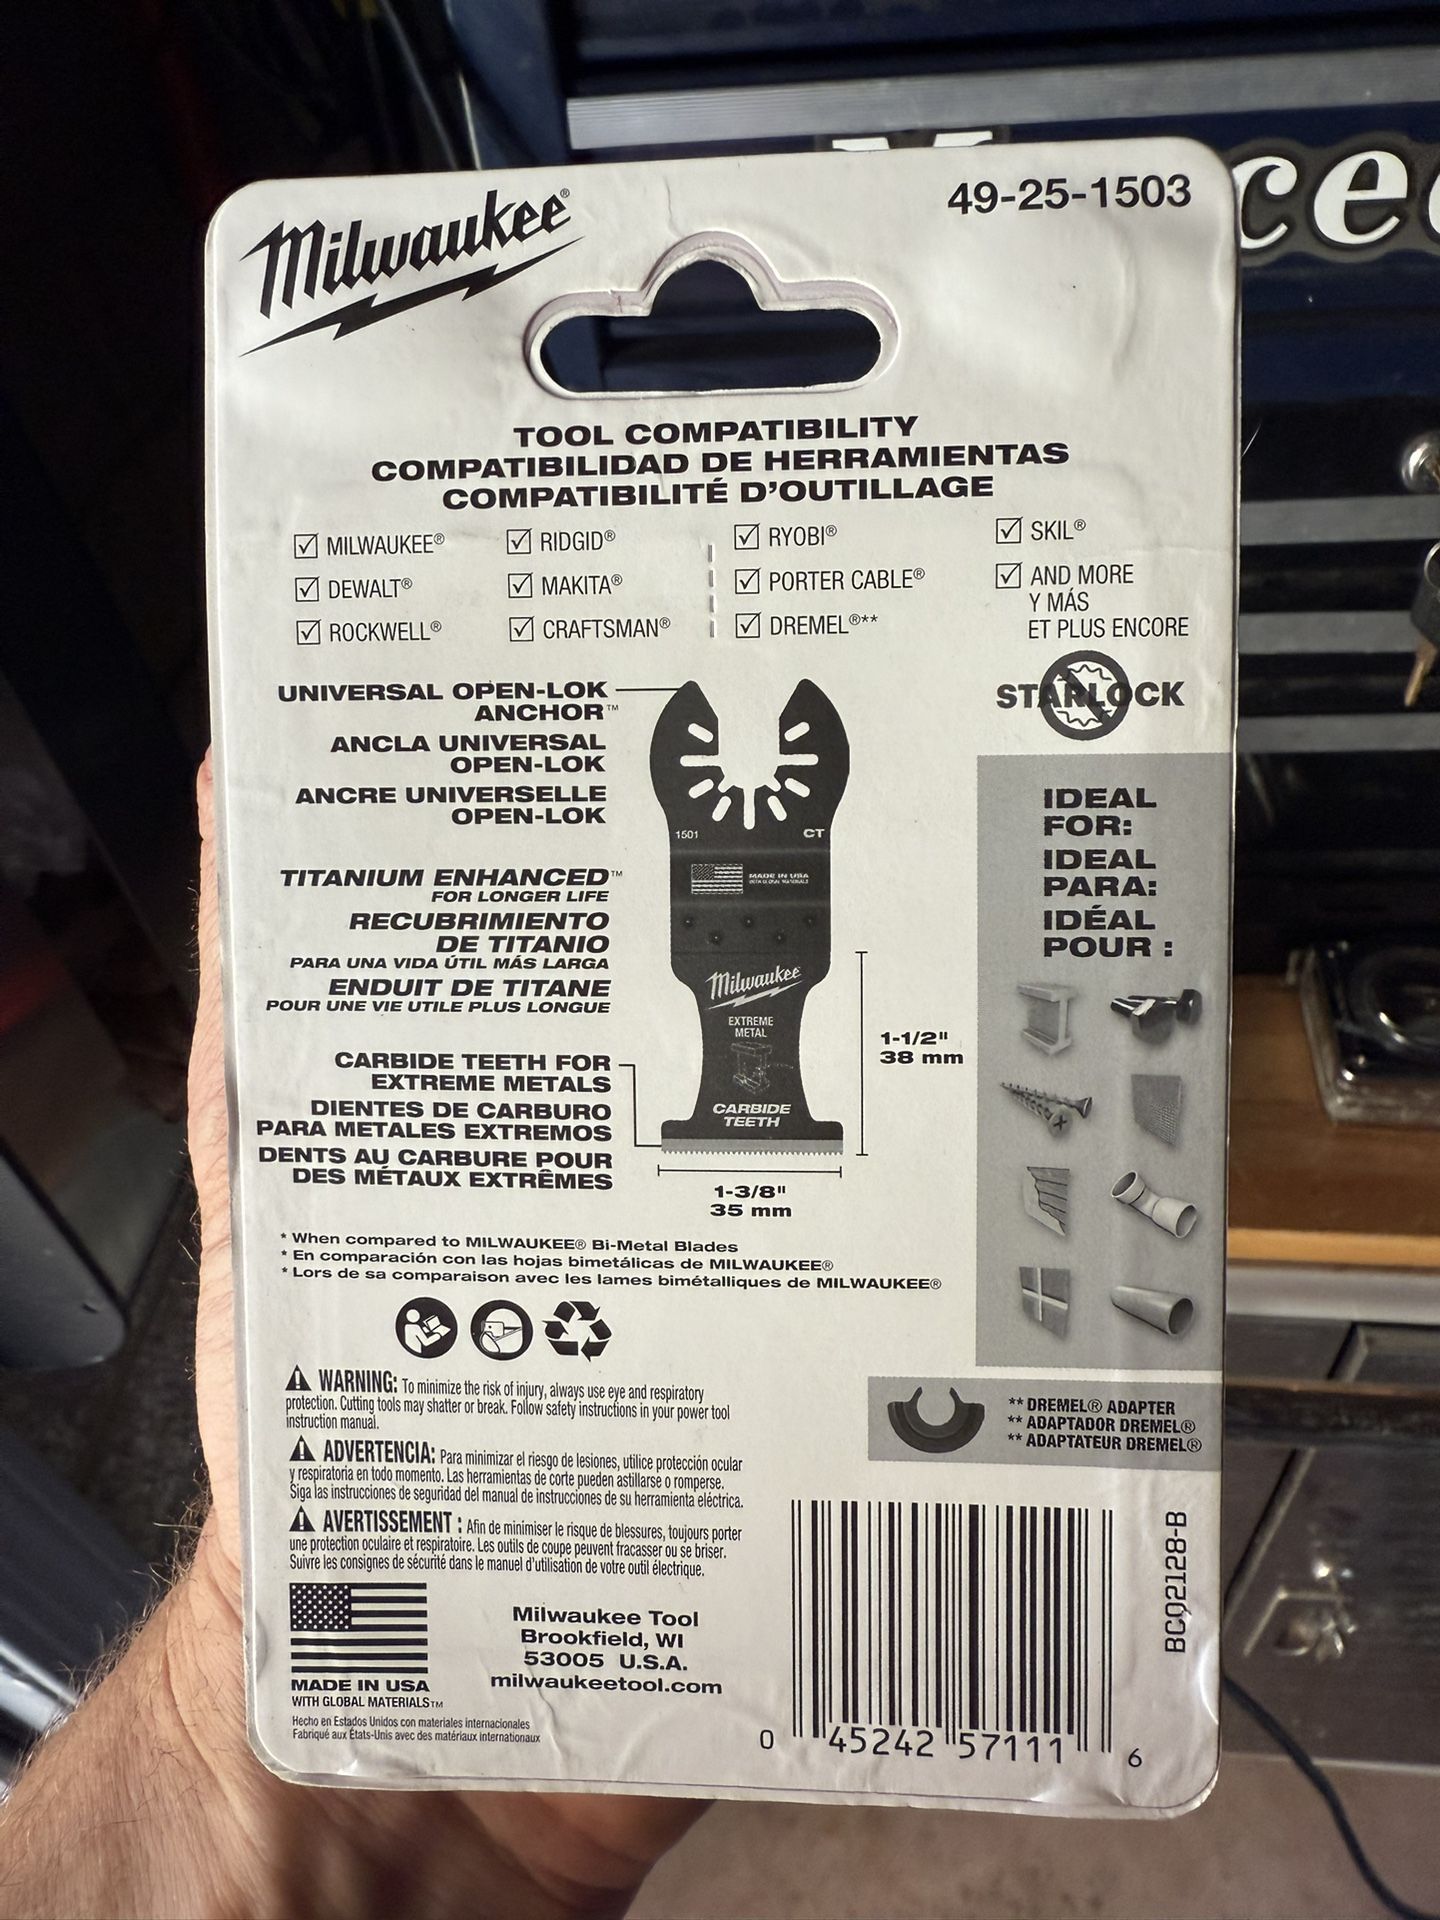 Milwaukee®
49-25-1503
TOOL COMPATIBILITY
COMPATIBILIDAD DE HERRAMIENTAS
COMPATIBILITÉ D'OUTILLAGE
MILWAUKEE®
DEWALT®
ROCKWELL®
RIDGID®
MAKITA®
CRAFTSMAN®
RYOBI®
PORTER CABLE®
DREMEL®**
SKIL®
AND MORE
Y MÁS
ET PLUS ENCORE
STARLOCK
UNIVERSAL OPEN-LOK
ANCHOR™
ANCLA UNIVERSAL
OPEN-LOK
ANCRE UNIVERSELLE
OPEN-LOK
TITANIUM ENHANCED™
FOR LONGER LIFE
RECUBRIMIENTO
DE TITANIO
PARA UNA VIDA ÚTIL MÁS LARGA
ENDUIT DE TITANE
POUR UNE VIE UTILE PLUS LONGUE
CARBIDE TEETH FOR
EXTREME METALS
DIENTES DE CARBURO
PARA METALES EXTREMOS
DENTS AU CARBURE POUR
DES MÉTAUX EXTRÊMES
1501
CT
MADE IN USA
WITH GLOBAL MATERIALS
Milwaukee
EXTREME
METAL
CARBIDE
TEETH
1-1/2"
38 mm
1-3/8"
35 mm
IDEAL
FOR:
IDEAL
PARA:
IDÉAL
POUR :
* When compared to MILWAUKEE® Bi-Metal Blades
* En comparación con las hojas bimetálicas de MILWAUKEE®
* Lors de sa comparaison avec les lames bimétalliques de MILWAUKEE®
WARNING: To minimize the risk of injury, always use eye and respiratory
protection. Cutting tools may shatter or break. Follow safety instructions in your power tool
instruction manual.
ADVERTENCIA: Para minimizar el riesgo de lesiones, utilice protección ocular
y respiratoria en todo momento. Las herramientas de corte pueden astillarse o romperse.
Siga las instrucciones de seguridad del manual de instrucciones de su herramienta eléctrica.
AVERTISSEMENT : Afin de minimiser le risque de blessures, toujours porter
une protection oculaire et respiratoire. Les outils de coupe peuvent fracasser ou se briser.
Suivre les consignes de sécurité dans le manuel d'utilisation de votre outil électrique.
** DREMEL® ADAPTER
** ADAPTADOR DREMEL®
** ADAPTATEUR DREMEL®
MADE IN USA
WITH GLOBAL MATERIALS™
Hecho en Estados Unidos con materiales internacionales
Fabriqué aux États-Unis avec des matériaux internationaux
Milwaukee Tool
Brookfield, WI
53005 U.S.A.
milwaukeetool.com
0 45242 57111 6
BC02128-B